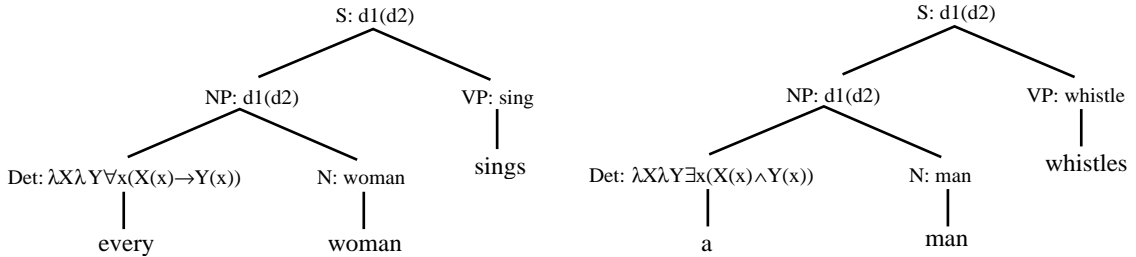 S: d1(d2)
NP: d1(d2)
VP: sing
sings
Det: λXλY∀x(X(x)→Y(x))
N: woman
every
woman
S: d1(d2)
NP: d1(d2)
VP: whistle
whistles
Det: λXλY∃x(X(x)∧Y(x))
N: man
a
man